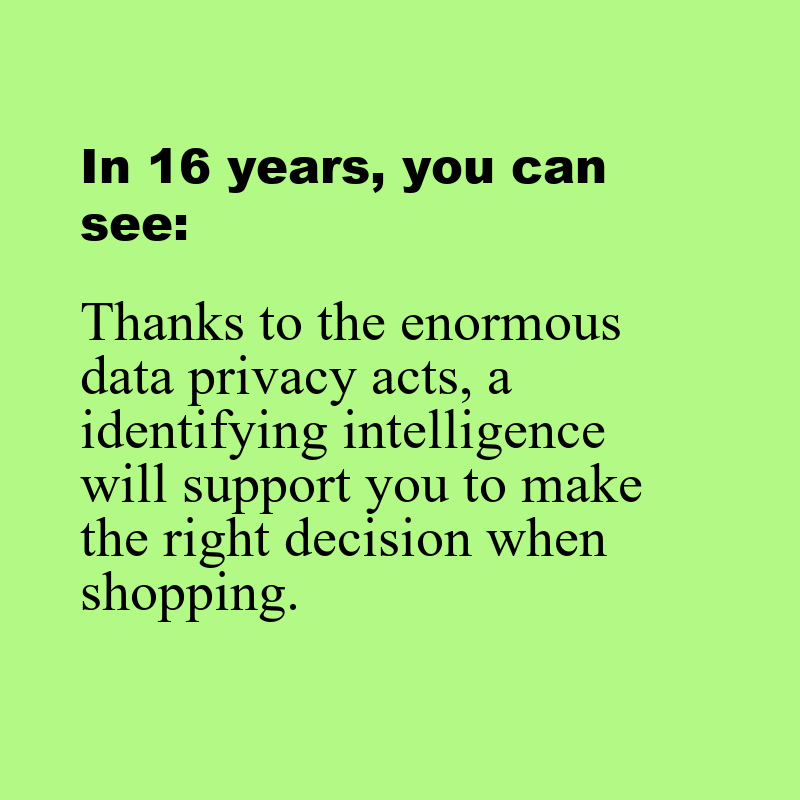 In 16 years, you can
see:
Thanks to the enormous
data privacy acts, a
identifying intelligence
will support you to make
the right decision when
shopping.